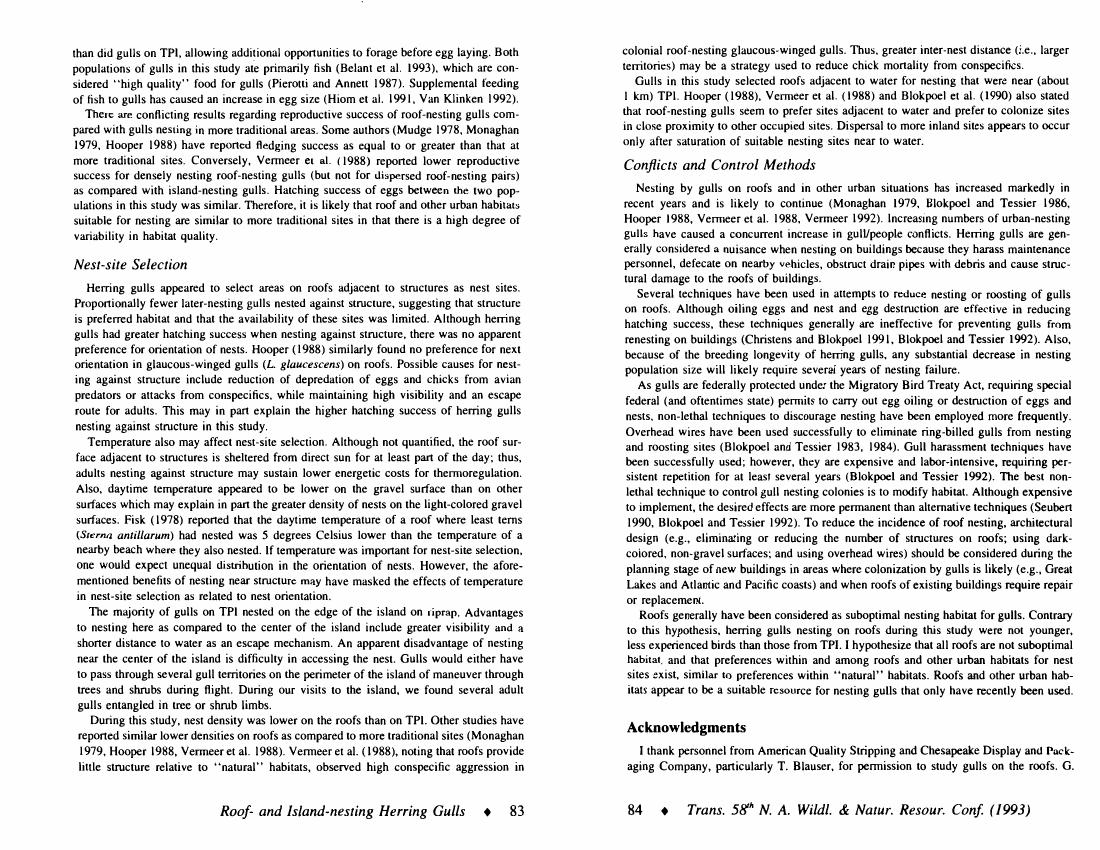 than did gulls on TPI, allowing additional opportunities to forage before egg laying. Both
populations of gulls in this study ate primarily fish (Belant et al. 1993), which are con-
sidered "high quality" food for gulls (Pierotti and Annett 1987). Supplemental feeding
of fish to gulls has caused an increase in egg size (Hiom et al. 1991, Van Klinken 1992).
There are conflicting results regarding reproductive success of roof-nesting gulls com-
pared with gulls nesting in more traditional areas. Some authors (Mudge 1978, Monaghan
1979, Hooper 1988) have reported fledging success as equal to or greater than that at
more traditional sites. Conversely, Vermeer et al. (1988) reported lower reproductive
success for densely nesting roof-nesting gulls (but not for dispersed roof-nesting pairs)
as compared with island-nesting gulls. Hatching success of eggs between the two pop-
ulations in this study was similar. Therefore, it is likely that roof and other urban habitats
suitable for nesting are similar to more traditional sites in that there is a high degree of
variability in habitat quality.
Nest-site Selection
Herring gulls appeared to select areas on roofs adjacent to structures as nest sites.
Proportionally fewer later-nesting gulls nested against structure, suggesting that structure
is preferred habitat and that the availability of these sites was limited. Although herring
gulls had greater hatching success when nesting against structure, there was no apparent
preference for orientation of nests. Hooper (1988) similarly found no preference for next
orientation in glaucous-winged gulls (L. glaucescens) on roofs. Possible causes for nest-
ing against structure include reduction of depredation of eggs and chicks from avian
predators or attacks from conspecifics, while maintaining high visibility and an escape
route for adults. This may in part explain the higher hatching success of herring gulls
nesting against structure in this study.
Temperature also may affect nest-site selection. Although not quantified, the roof sur-
face adjacent to structures is sheltered from direct sun for at least part of the day; thus,
adults nesting against structure may sustain lower energetic costs for thermoregulation.
Also, daytime temperature appeared to be lower on the gravel surface than on other
surfaces which may explain in part the greater density of nests on the light-colored gravel
surfaces. Fisk (1978) reported that the daytime temperature of a roof where least terns
(Sterna antillarum) had nested was 5 degrees Celsius lower than the temperature of a
nearby beach where they also nested. If temperature was important for nest-site selection,
one would expect unequal distribution in the orientation of nests. However, the afore-
mentioned benefits of nesting near structure may have masked the effects of temperature
in nest-site selection as related to nest orientation.
The majority of gulls on TPI nested on the edge of the island on riprap. Advantages
to nesting here as compared to the center of the island include greater visibility and a
shorter distance to water as an escape mechanism. An apparent disadvantage of nesting
near the center of the island is difficulty in accessing the nest. Gulls would either have
to pass through several gull territories on the perimeter of the island of maneuver through
trees and shrubs during flight. During our visits to the island, we found several adult
gulls entangled in tree or shrub limbs.
During this study, nest density was lower on the roofs than on TPI. Other studies have
reported similar lower densities on roofs as compared to more traditional sites (Monaghan
1979, Hooper 1988, Vermeer et al. 1988). Vermeer et al. (1988), noting that roofs provide
little structure relative to "natural" habitats, observed high conspecific aggression in
Roof- and Island-nesting Herring Gulls ♦ 83
colonial roof-nesting glaucous-winged gulls. Thus, greater inter-nest distance (i.e., larger
territories) may be a strategy used to reduce chick mortality from conspecifics.
Gulls in this study selected roofs adjacent to water for nesting that were near (about
1 km) TPI. Hooper (1988), Vermeer et al. (1988) and Blokpoel et al. (1990) also stated
that roof-nesting gulls seem to prefer sites adjacent to water and prefer to colonize sites
in close proximity to other occupied sites. Dispersal to more inland sites appears to occur
only after saturation of suitable nesting sites near to water.
Conflicts and Control Methods
Nesting by gulls on roofs and in other urban situations has increased markedly in
recent years and is likely to continue (Monaghan 1979, Blokpoel and Tessier 1986,
Hooper 1988, Vermeer et al. 1988, Vermeer 1992). Increasing numbers of urban-nesting
gulls have caused a concurrent increase in gull/people conflicts. Herring gulls are gen-
erally considered a nuisance when nesting on buildings because they harass maintenance
personnel, defecate on nearby vehicles, obstruct drain pipes with debris and cause struc-
tural damage to the roofs of buildings.
Several techniques have been used in attempts to reduce nesting or roosting of gulls
on roofs. Although oiling eggs and nest and egg destruction are effective in reducing
hatching success, these techniques generally are ineffective for preventing gulls from
renesting on buildings (Christens and Blokpoel 1991, Blokpoel and Tessier 1992). Also,
because of the breeding longevity of herring gulls, any substantial decrease in nesting
population size will likely require several years of nesting failure.
As gulls are federally protected under the Migratory Bird Treaty Act, requiring special
federal (and oftentimes state) permits to carry out egg oiling or destruction of eggs and
nests, non-lethal techniques to discourage nesting have been employed more frequently.
Overhead wires have been used successfully to eliminate ring-billed gulls from nesting
and roosting sites (Blokpoel and Tessier 1983, 1984). Gull harassment techniques have
been successfully used; however, they are expensive and labor-intensive, requiring per-
sistent repetition for at least several years (Blokpoel and Tessier 1992). The best non-
lethal technique to control gull nesting colonies is to modify habitat. Although expensive
to implement, the desired effects are more permanent than alternative techniques (Seubert
1990, Blokpoel and Tessier 1992). To reduce the incidence of roof nesting, architectural
design (e.g., eliminating or reducing the number of structures on roofs; using dark-
colored, non-gravel surfaces; and using overhead wires) should be considered during the
planning stage of new buildings in areas where colonization by gulls is likely (e.g., Great
Lakes and Atlantic and Pacific coasts) and when roofs of existing buildings require repair
or replacement.
Roofs generally have been considered as suboptimal nesting habitat for gulls. Contrary
to this hypothesis, herring gulls nesting on roofs during this study were not younger,
less experienced birds than those from TPI. I hypothesize that all roofs are not suboptimal
habitat, and that preferences within and among roofs and other urban habitats for nest
sites exist, similar to preferences within "natural" habitats. Roofs and other urban hab-
itats appear to be a suitable resource for nesting gulls that only have recently been used.
Acknowledgments
I thank personnel from American Quality Stripping and Chesapeake Display and Pack-
aging Company, particularly T. Blauser, for permission to study gulls on the roofs. G.
84 ♦ Trans. 58th N. A. Wildl. & Natur. Resour. Conf. (1993)